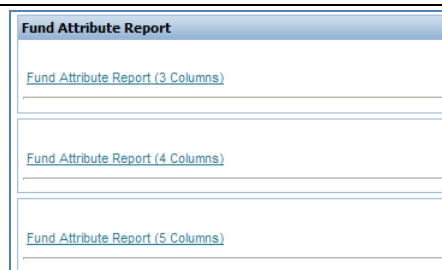 Fund Attribute Report
Fund Attribute Report (3 Columns)
Fund Attribute Report (4 Columns)
Fund Attribute Report (5 Columns)